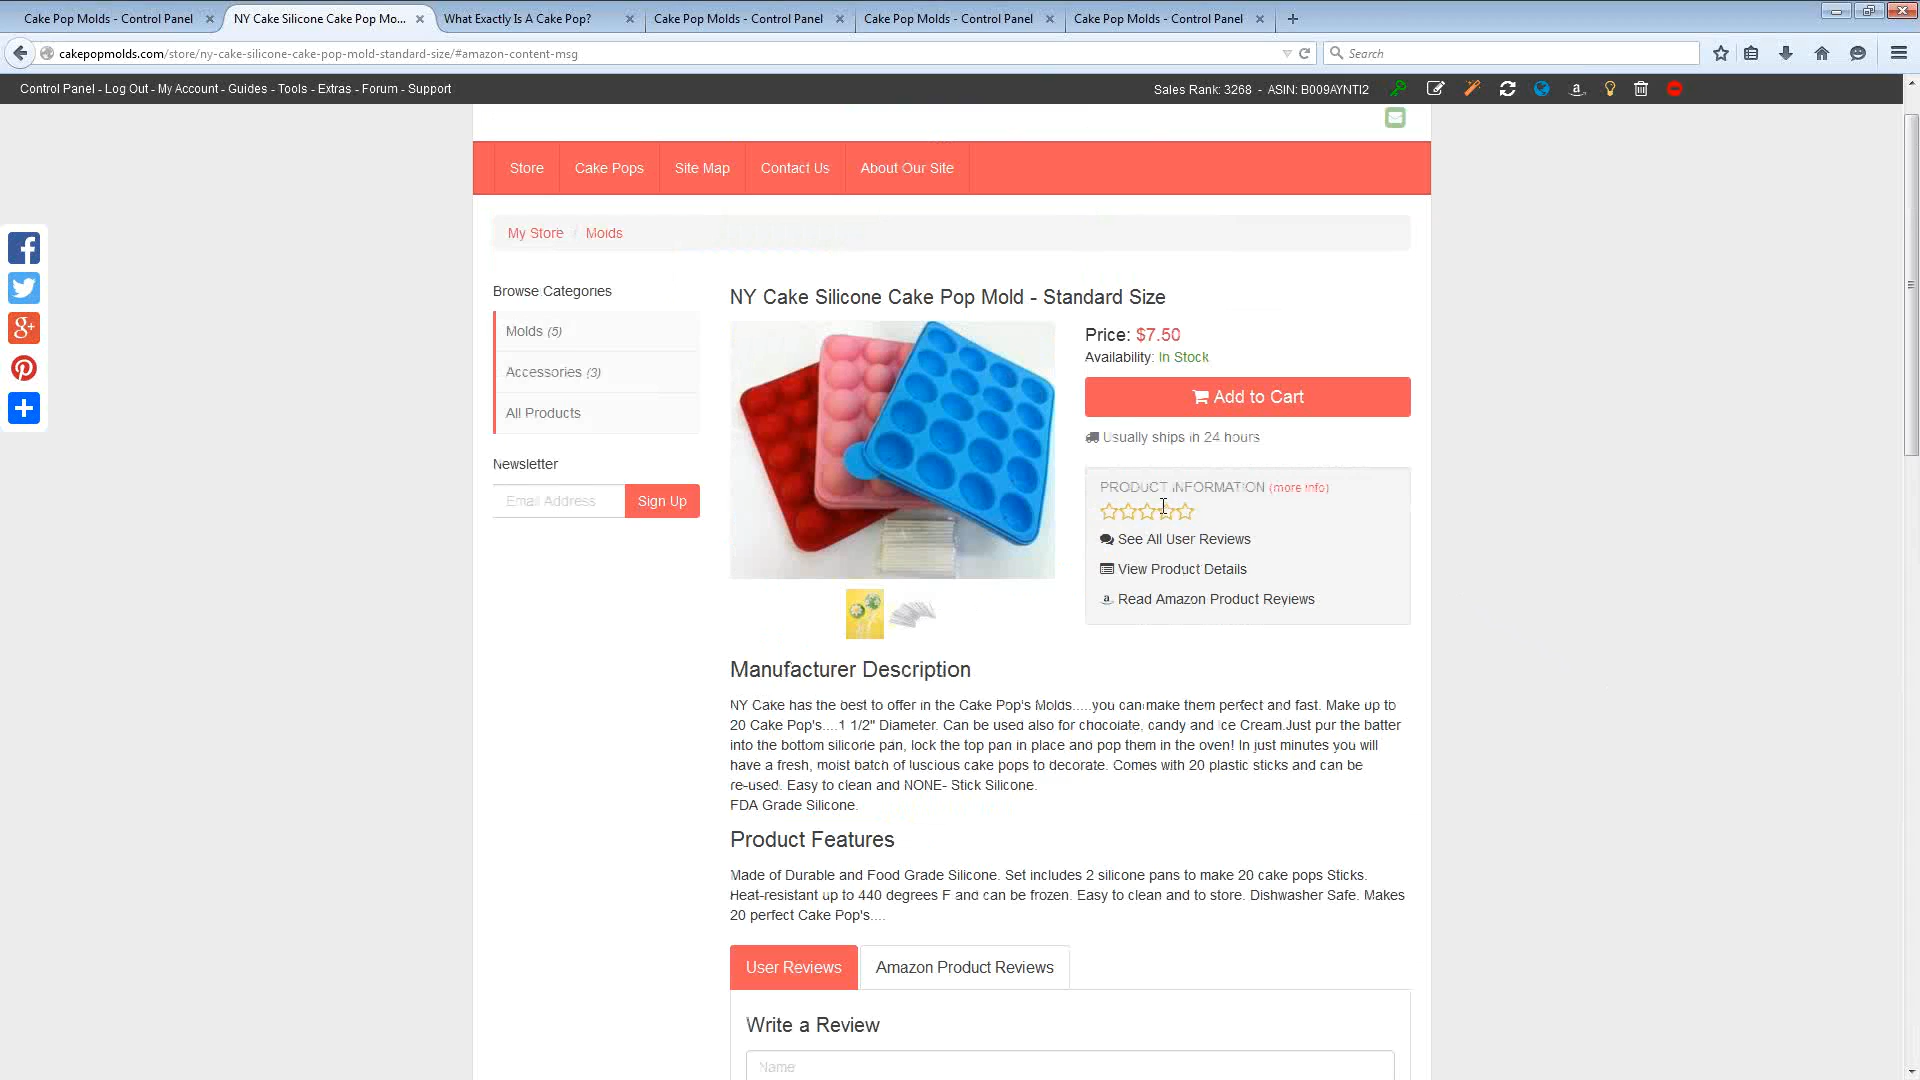 Cake Pop Molds - Control Panel
NY Cake Silicone Cake Pop Mo...
What Exactly Is A Cake Pop?
Cake Pop Molds - Control Panel
Cake Pop Molds - Control Panel
Cake Pop Molds - Control Panel
cakepopmolds.com/store/ny-cake-silicone-cake-pop-mold-standard-size/#amazon-content-msg
Search
Control Panel - Log Out - My Account - Guides - Tools - Extras - Forum - Support
Sales Rank: 3268 - ASIN: B009AYNTI2
Store
Cake Pops
Site Map
Contact Us
About Our Site
My Store / Molds
Browse Categories
Molds (5)
Accessories (3)
All Products
Newsletter
Email Address
Sign Up
NY Cake Silicone Cake Pop Mold - Standard Size
Price: $7.50
Availability: In Stock
Add to Cart
Usually ships in 24 hours
PRODUCT INFORMATION (more info)
See All User Reviews
View Product Details
Read Amazon Product Reviews
Manufacturer Description
NY Cake has the best to offer in the Cake Pop's Molds.....you can make them perfect and fast. Make up to
20 Cake Pop's....1 1/2" Diameter. Can be used also for chocolate, candy and Ice Cream.Just pur the batter
into the bottom silicone pan, lock the top pan in place and pop them in the oven! In just minutes you will
have a fresh, moist batch of luscious cake pops to decorate. Comes with 20 plastic sticks and can be
re-used. Easy to clean and NONE- Stick Silicone.
FDA Grade Silicone.
Product Features
Made of Durable and Food Grade Silicone. Set includes 2 silicone pans to make 20 cake pops Sticks.
Heat-resistant up to 440 degrees F and can be frozen. Easy to clean and to store. Dishwasher Safe. Makes
20 perfect Cake Pop's....
User Reviews
Amazon Product Reviews
Write a Review
Name